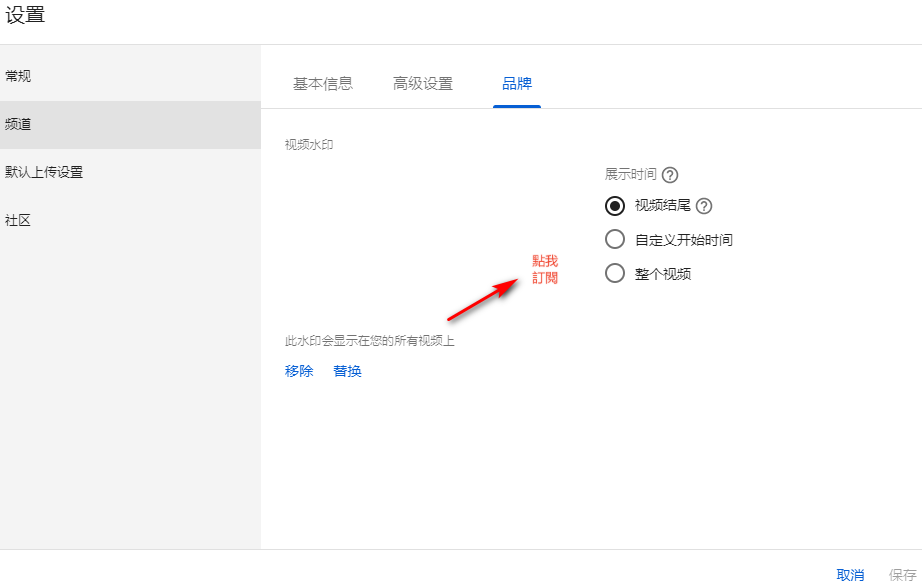 设置
常规
频道
默认上传设置
社区
基本信息
高级设置
品牌
视频水印
展示时间
视频结尾
自定义开始时间
整个视频
點我
訂閱
此水印会显示在您的所有视频上
移除
替换
取消
保存